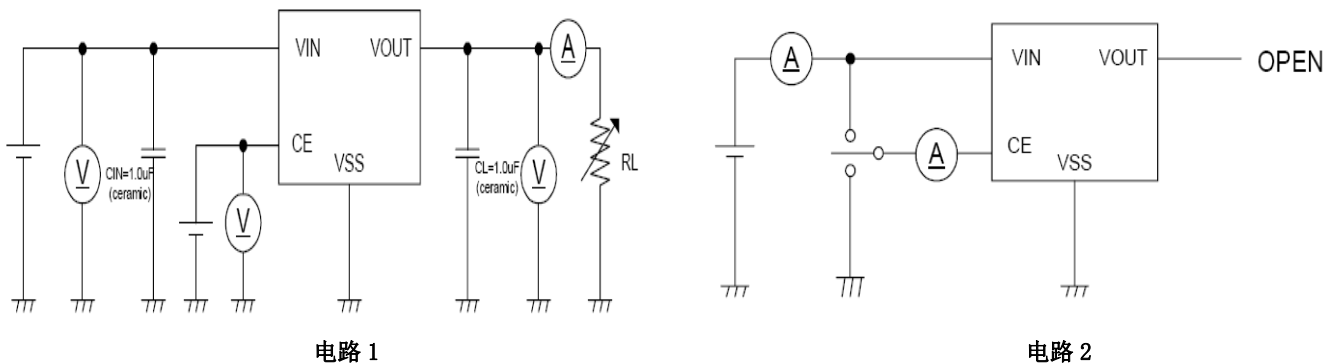 VIN VOUT
CE
VSS
V
CIN=1.0uF
(ceramic)
V
CL=1.0uF
(ceramic)
V
A
RL
电路 1
A
VIN VOUT
OPEN
A
CE
VSS
电路 2